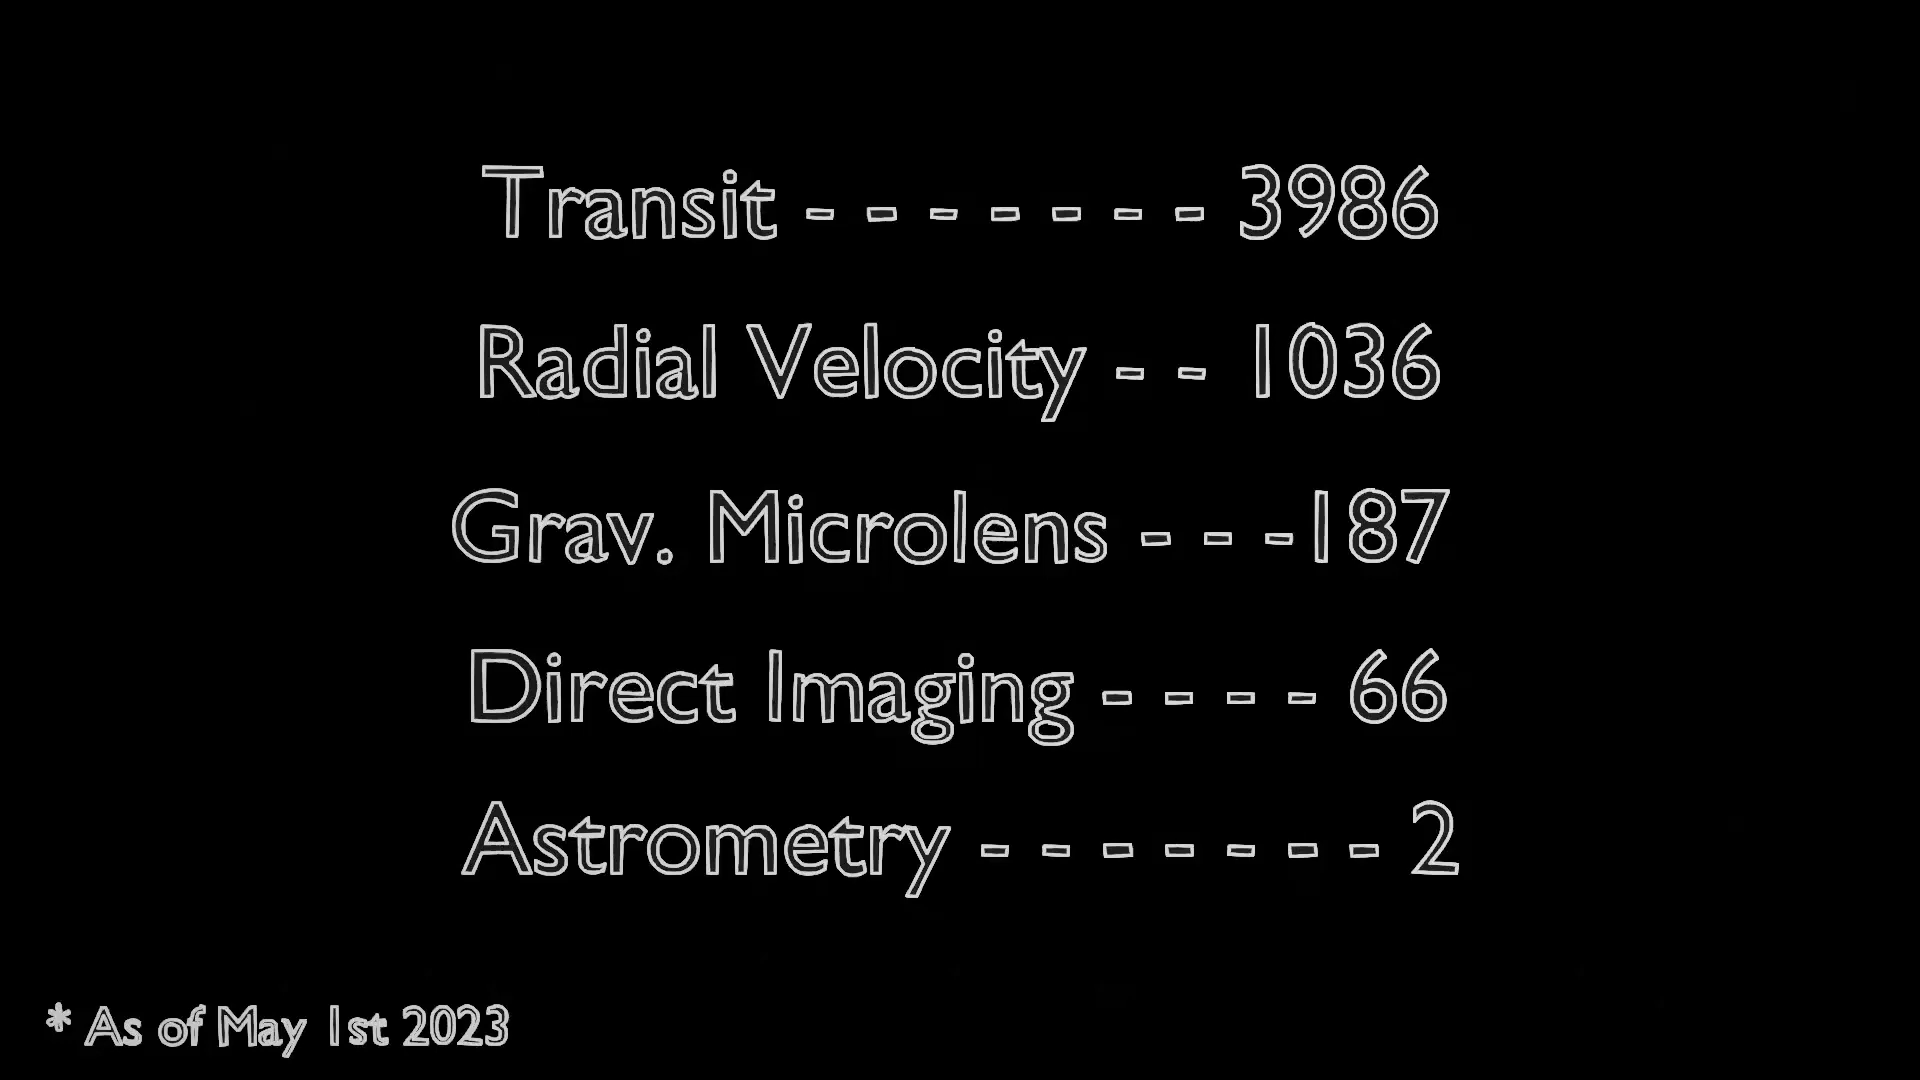 Transit - - - - - - - 3986
Radial Velocity - - 1036
Grav. Microlens - - -187
Direct Imaging - - - - 66
Astrometry - - - - - - - 2
* As of May 1st 2023